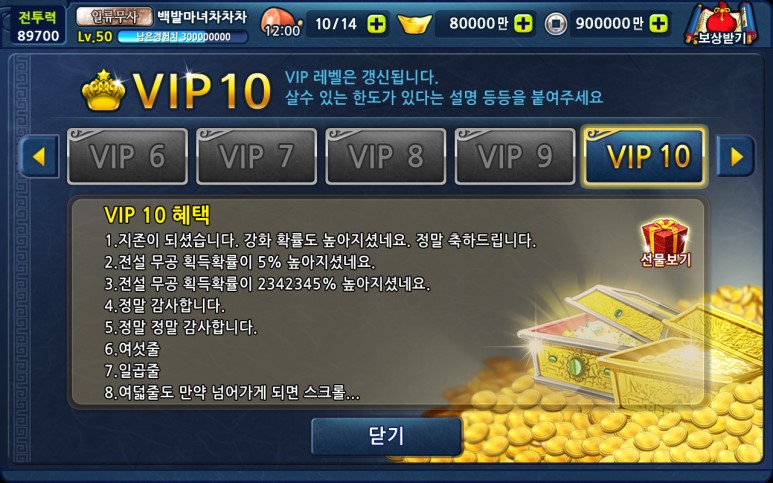 전투력
89700
일류무사 백발마녀차차차
Lv.50 남은경험치 300000000
12:00
10/14
80000만
900000만
보상받기
VIP 10
VIP 레벨은 갱신됩니다.
살수 있는 한도가 있다는 설명 등등을 붙여주세요
VIP 6
VIP 7
VIP 8
VIP 9
VIP 10
VIP 10 혜택
1.지존이 되셨습니다. 강화 확률도 높아지셨네요. 정말 축하드립니다.
2.전설 무공 획득확률이 5% 높아지셨네요.
3.전설 무공 획득확률이 2342345% 높아지셨네요.
4.정말 감사합니다.
5.정말 정말 감사합니다.
6.여섯줄
7.일곱줄
8.여덟줄도 만약 넘어가게 되면 스크롤...
선물보기
닫기